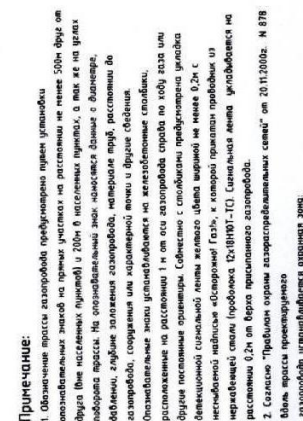 Примечание:
1. Обозначение трассы газопровода предусмотрено путем установки
опознавательных знаков на прямых участках на расстоянии не менее 500м друг от
друга (вне населенных пунктов) и 200м в населенных пунктах, а так же на углах
поворота трассы. На опознавательный знак наносятся данные о диаметре,
давлении, глубине заложения газопровода, материале труб, расстоянии до
газопровода, сооружения или характерной точки и другие сведения.
Опознавательные знаки устанавливаются на железобетонные столбики,
расположенные на расстоянии 1 м от оси газопровода справа по ходу газа или
другие постоянные ориентиры. Совместно с столбиками предусмотрена укладка
детекционной сигнальной ленты желтого цвета шириной не менее 0,2м с
несмываемой надписью «Осторожно Газ!», к которой прикатан проводник из
нержавеющей стали (проволока 12х18Н10Т-ТС). Сигнальная лента укладывается на
расстоянии 0,2м от верха присыпанного газопровода.
2. Согласно "Правилам охраны газораспределительных сетей" от 20.11.2000г. N 878
вдоль трассы проектируемого
газопровода устанавливается охранная зона: